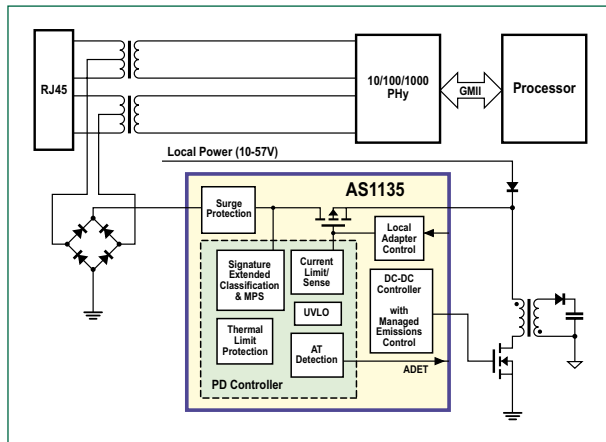 RJ45
10/100/1000
PHy
GMII
Processor
Local Power (10-57V)
AS1135
Surge
Protection
Local
Adapter
Control
Signature
Extended
Classification
& MPS
Current
Limit/
Sense
DC-DC
Controller
with
Managed
Emissions
Control
UVLO
Thermal
Limit
Protection
AT
Detection
ADET
PD Controller